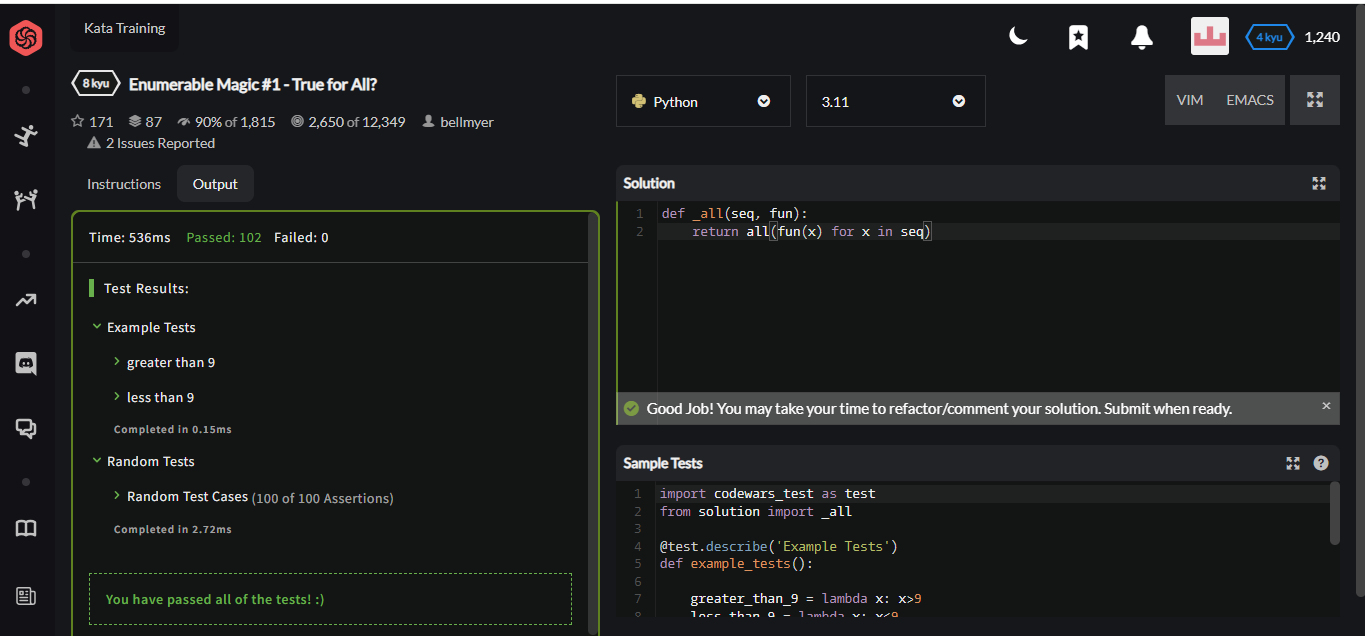 Kata Training
4 kyu 1,240
8 kyu Enumerable Magic #1 - True for All?
171 87 90% of 1,815 2,650 of 12,349 bellmyer
2 Issues Reported
Python
3.11
VIM EMACS
Instructions Output
Time: 536ms Passed: 102 Failed: 0
Test Results:
Example Tests
greater than 9
less than 9
Completed in 0.15ms
Random Tests
Random Test Cases (100 of 100 Assertions)
Completed in 2.72ms
You have passed all of the tests! :)
Solution
1 def _all(seq, fun):
2     return all(fun(x) for x in seq)
Good Job! You may take your time to refactor/comment your solution. Submit when ready.
Sample Tests
1 import codewars_test as test
2 from solution import _all
3
4 @test.describe('Example Tests')
5 def example_tests():
6
7     greater_than_9 = lambda x: x>9
8     less_than_9 = lambda x: x<9